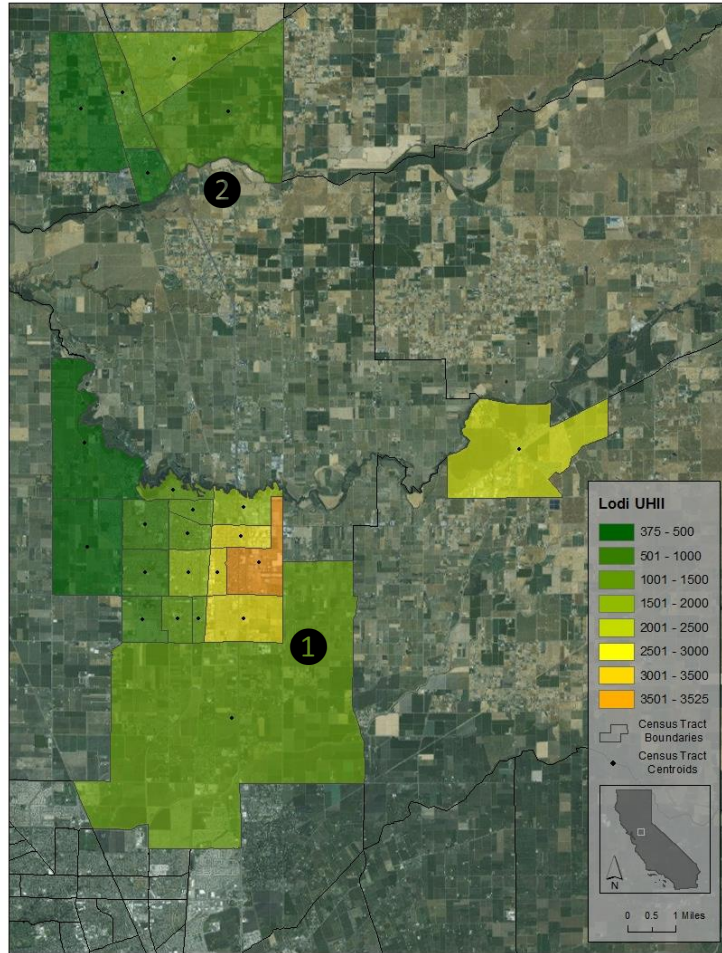 2
1
Lodi UHII
375 - 500
501 - 1000
1001 - 1500
1501 - 2000
2001 - 2500
2501 - 3000
3001 - 3500
3501 - 3525
Census Tract
Boundaries
Census Tract
Centroids
N
0 0.5 1 Miles